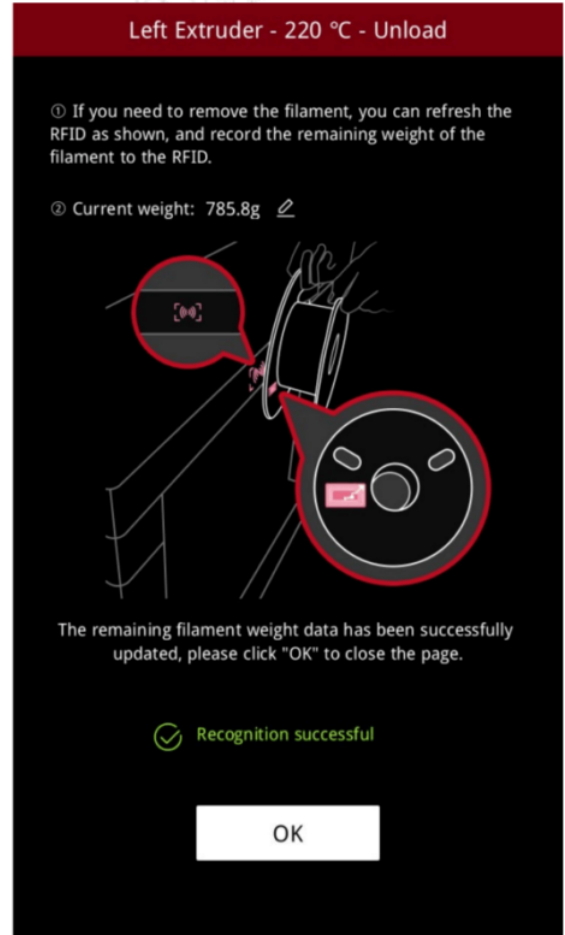 Left Extruder - 220 ℃ - Unload
① If you need to remove the filament, you can refresh the
RFID as shown, and record the remaining weight of the
filament to the RFID.
② Current weight: 785.8g
The remaining filament weight data has been successfully
updated, please click "OK" to close the page.
Recognition successful
OK